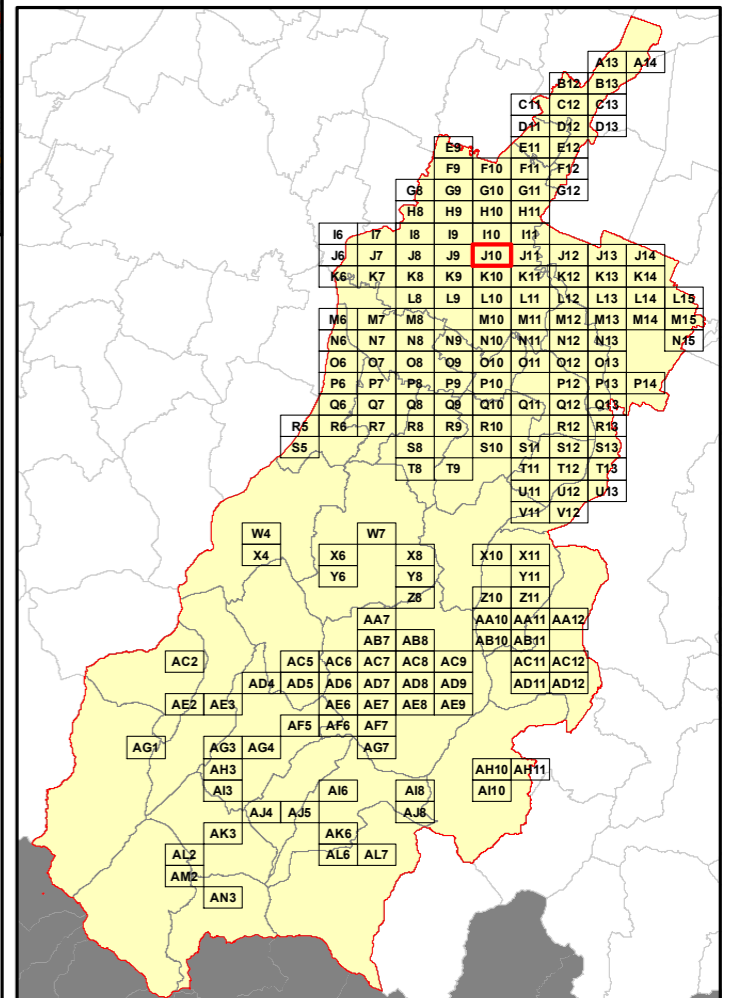 A13 A14
B12 B13
C11 C12 C13
D11 D12 D13
E9 E11 E12
F9 F10 F11 F12
G8 G9 G10 G11 G12
H8 H9 H10 H11
I6 I7 I8 I9 I10 I11
J6 J7 J8 J9 J10 J11 J12 J13 J14
K6 K7 K8 K9 K10 K11 K12 K13 K14
L8 L9 L10 L11 L12 L13 L14 L15
M6 M7 M8 M10 M11 M12 M13 M14 M15
N6 N7 N8 N9 N10 N11 N12 N13 N15
O6 O7 O8 O9 O10 O11 O12 O13
P6 P7 P8 P9 P10 P12 P13 P14
Q6 Q7 Q8 Q9 Q10 Q11 Q12 Q13
R5 R6 R7 R8 R9 R10 R12 R13
S5 S8 S10 S11 S12 S13
T8 T9 T11 T12 T13
U11 U12 U13
V11 V12
W4 W7
X4 X6 X8 X10 X11
Y6 Y8 Y11
Z8 Z10 Z11
AA7 AA10 AA11 AA12
AB7 AB8 AB10 AB11
AC2 AC5 AC6 AC7 AC8 AC9 AC11 AC12
AD4 AD5 AD6 AD7 AD8 AD9 AD11 AD12
AE2 AE3 AE6 AE7 AE8 AE9
AF5 AF6 AF7
AG1 AG3 AG4 AG7
AH3 AH10 AH11
AI3 AI6 AI8 AI10
AJ4 AJ5 AJ8
AK3 AK6
AL2 AL6 AL7
AM2
AN3